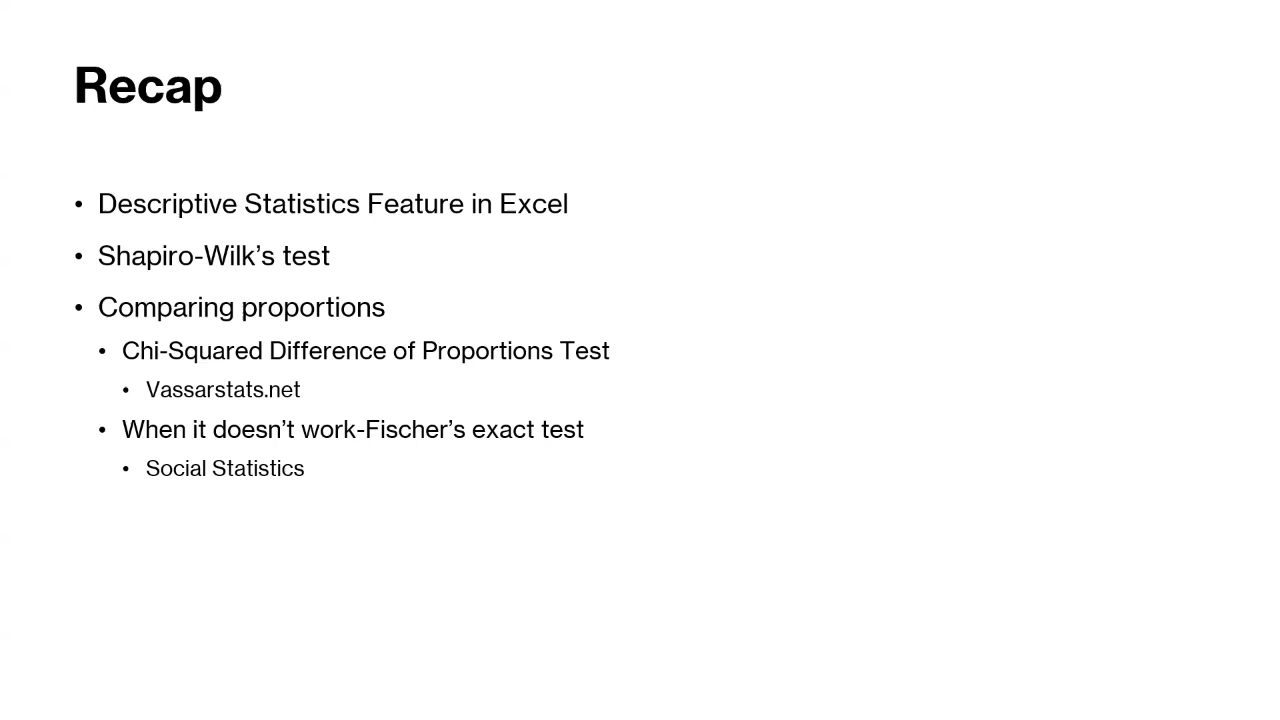 Recap
• Descriptive Statistics Feature in Excel
• Shapiro-Wilk’s test
• Comparing proportions
• Chi-Squared Difference of Proportions Test
• Vassarstats.net
• When it doesn’t work-Fischer’s exact test
• Social Statistics